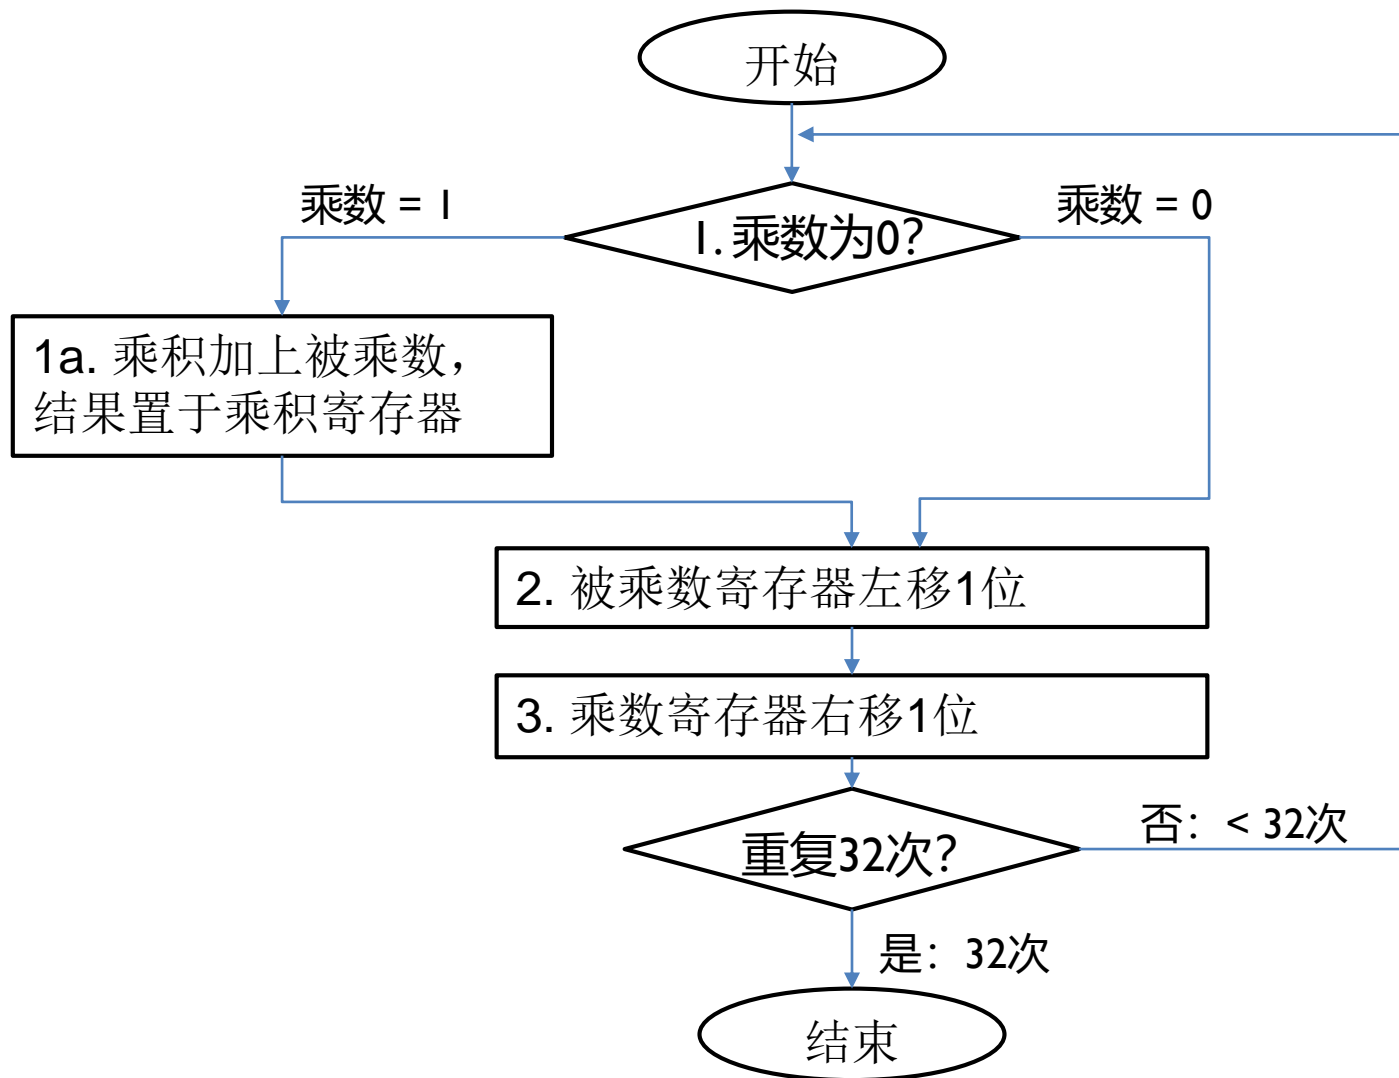 开始
乘数 = 1
1. 乘数为0?
乘数 = 0
1a. 乘积加上被乘数,
结果置于乘积寄存器
2. 被乘数寄存器左移1位
3. 乘数寄存器右移1位
重复32次?
否: < 32次
是: 32次
结束